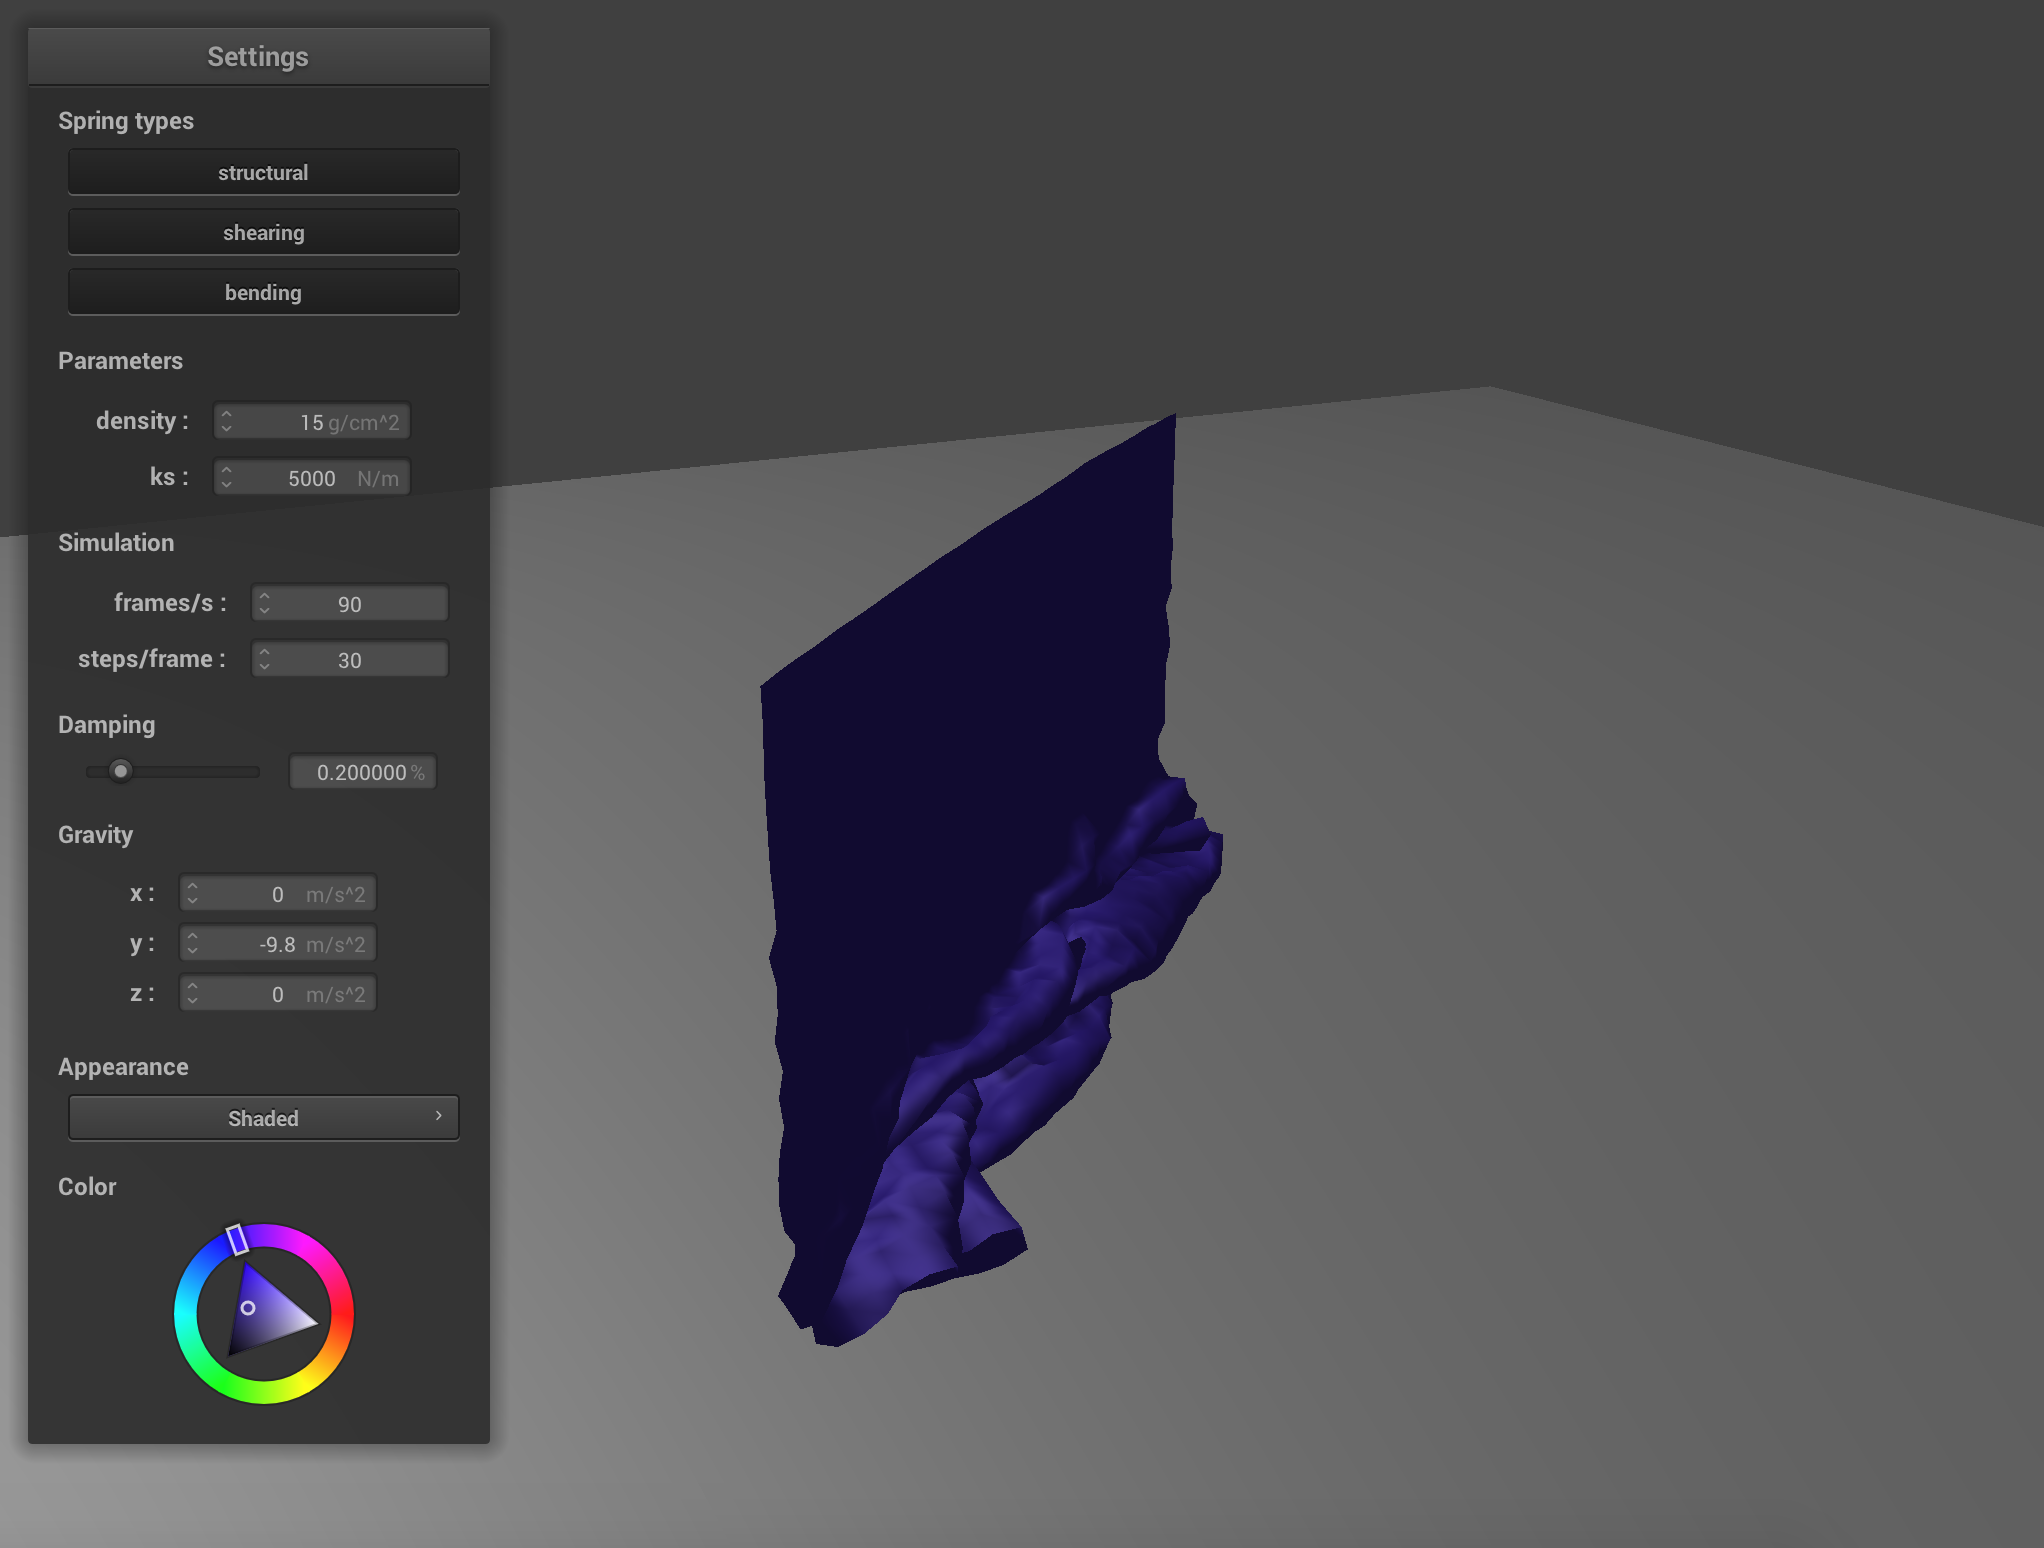 Settings
Spring types
structural
shearing
bending
Parameters
density : 15 g/cm^2
ks : 5000 N/m
Simulation
frames/s : 90
steps/frame : 30
Damping
0.200000 %
Gravity
x : 0 m/s^2
y : -9.8 m/s^2
z : 0 m/s^2
Appearance
Shaded
Color